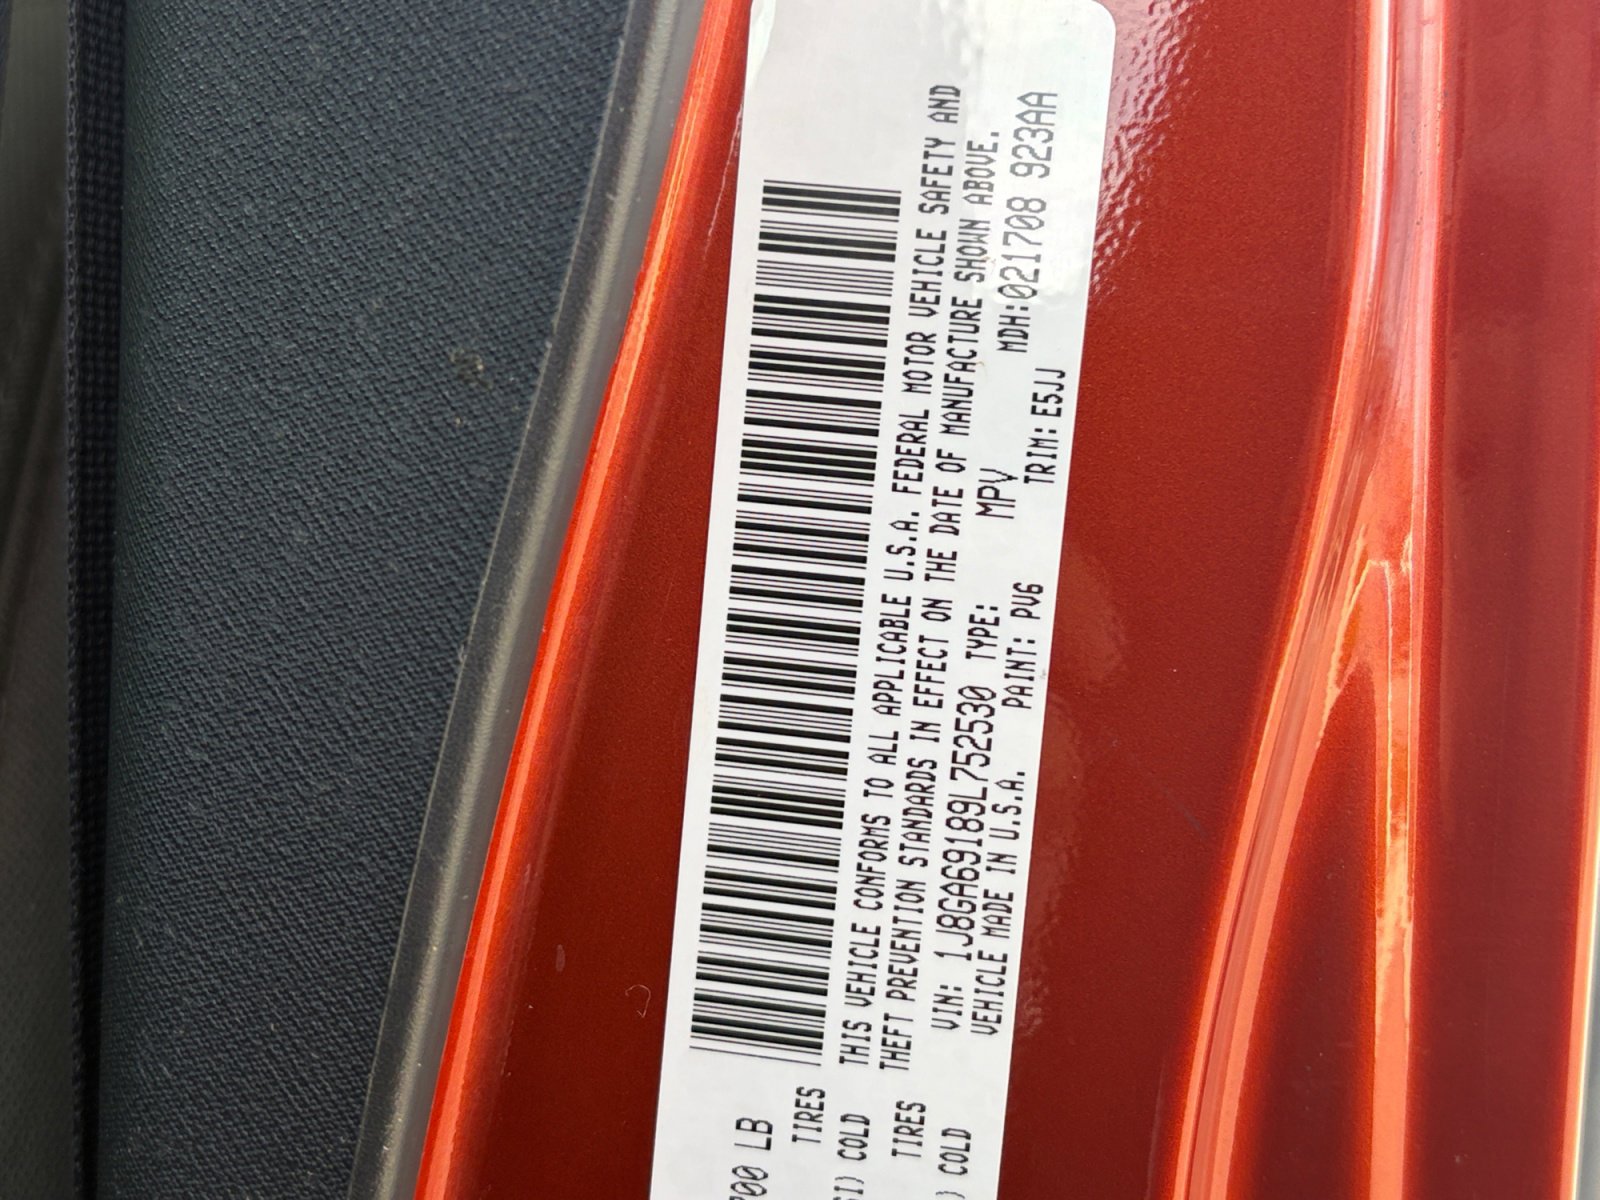 00 LB
TIRES
THIS VEHICLE CONFORMS TO ALL APPLICABLE U.S.A. FEDERAL MOTOR VEHICLE SAFETY AND
) COLD
THEFT PREVENTION STANDARDS IN EFFECT ON THE DATE OF MANUFACTURE SHOWN ABOVE.
TIRES
VIN: 1J8GA69189L752530 TYPE: MPV MDH:021708 923AA
) COLD
VEHICLE MADE IN U.S.A. PAINT: PV6 TRIM: E5JJ